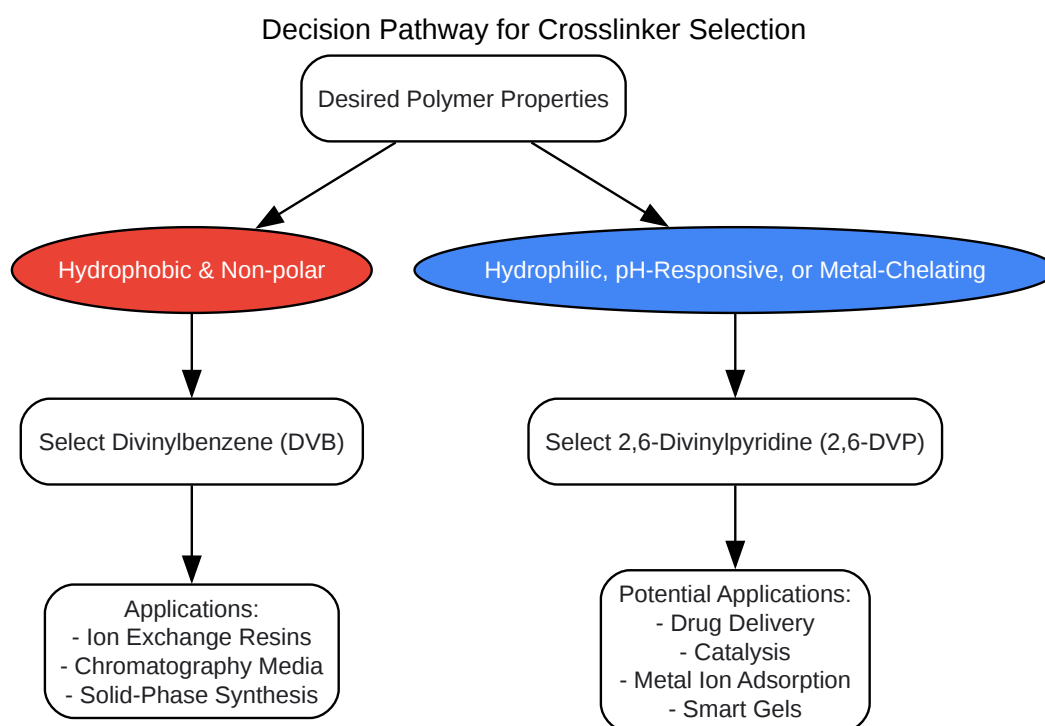 Decision Pathway for Crosslinker Selection
Desired Polymer Properties
Hydrophobic & Non-polar
Hydrophilic, pH-Responsive, or Metal-Chelating
Select Divinylbenzene (DVB)
Select 2,6-Divinylpyridine (2,6-DVP)
Applications:
- Ion Exchange Resins
- Chromatography Media
- Solid-Phase Synthesis
Potential Applications:
- Drug Delivery
- Catalysis
- Metal Ion Adsorption
- Smart Gels